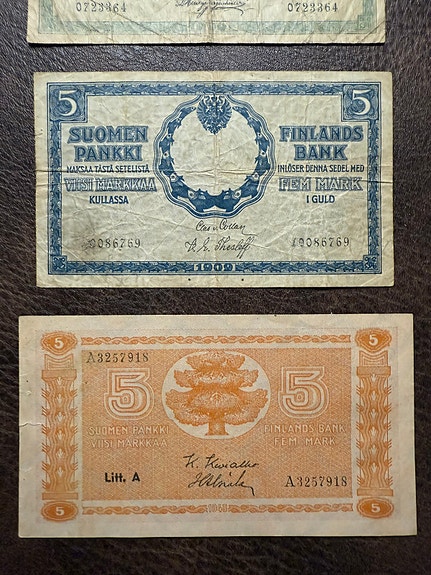 0723364 0723364
5 5
SUOMEN PANKKI
MAKSAA TÄSTÄ SETELISTÄ
VIISI MARKKAA
KULLASSA
FINLANDS BANK
INLÖSER DENNA SEDEL MED
FEM MARK
I GULD
0086769 0086769
1909
5 5
A3257918
5 5
SUOMEN PANKKI
VIISI MARKKAA
FINLANDS BANK
FEM MARK
Litt. A
A3257918
5 5